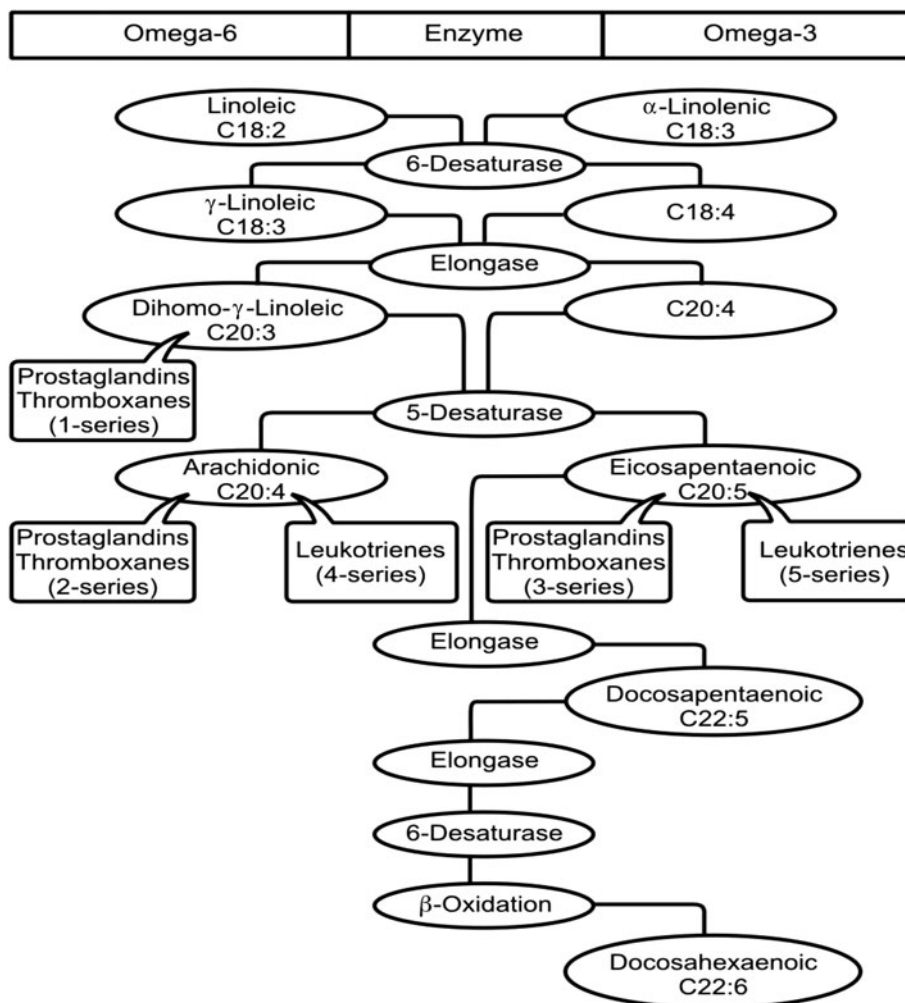 Omega-6 Enzyme Omega-3
Linoleic
C18:2
α-Linolenic
C18:3
6-Desaturase
γ-Linoleic
C18:3
C18:4
Elongase
Dihomo-γ-Linoleic
C20:3
C20:4
Prostaglandins
Thromboxanes
(1-series)
5-Desaturase
Arachidonic
C20:4
Eicosapentaenoic
C20:5
Prostaglandins
Thromboxanes
(2-series)
Leukotrienes
(4-series)
Prostaglandins
Thromboxanes
(3-series)
Leukotrienes
(5-series)
Elongase
Docosapentaenoic
C22:5
Elongase
6-Desaturase
β-Oxidation
Docosahexaenoic
C22:6